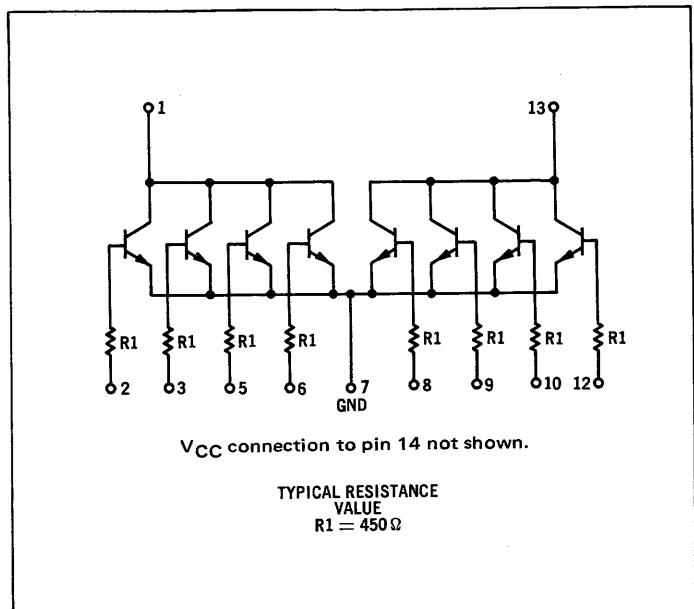 1 13
R1 R1 R1 R1 R1 R1 R1 R1
2 3 5 6 7 8 9 10 12
GND
VCC connection to pin 14 not shown.
TYPICAL RESISTANCE
VALUE
R1 = 450Ω